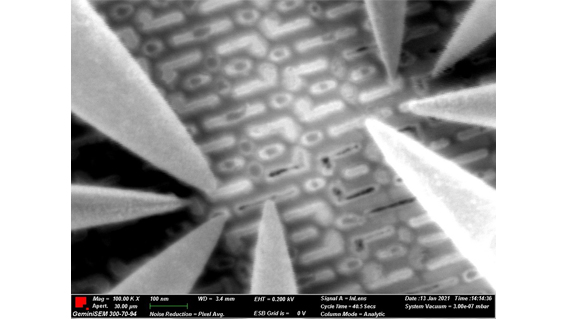 Mag = 100.00 K X 100 nm WD = 3.4 mm EHT = 0.200 kV Signal A = InLens Date :13 Jan 2021 Time :14:14:36
Apert. 30.00 µm Cycle Time = 48.5 Secs System Vacuum = 3.00e-07 mbar
GeminiSEM 300-70-94 Noise Reduction = Pixel Avg. ESB Grid is = 0 V Column Mode = Analytic